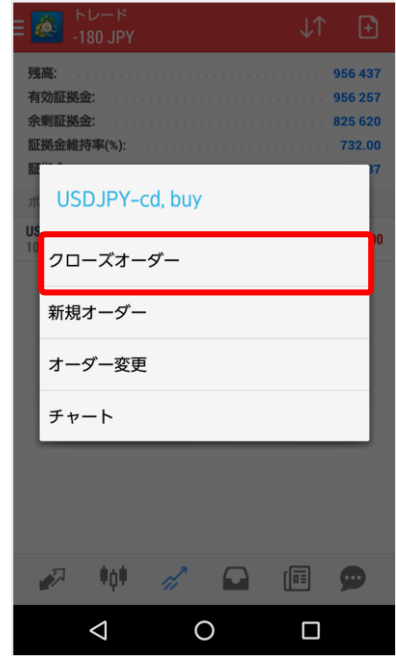 トレード
-180 JPY
残高: 956 437
有効証拠金: 956 257
余剰証拠金: 825 620
証拠金維持率(%): 732.00
USDJPY-cd, buy
クローズオーダー
新規オーダー
オーダー変更
チャート